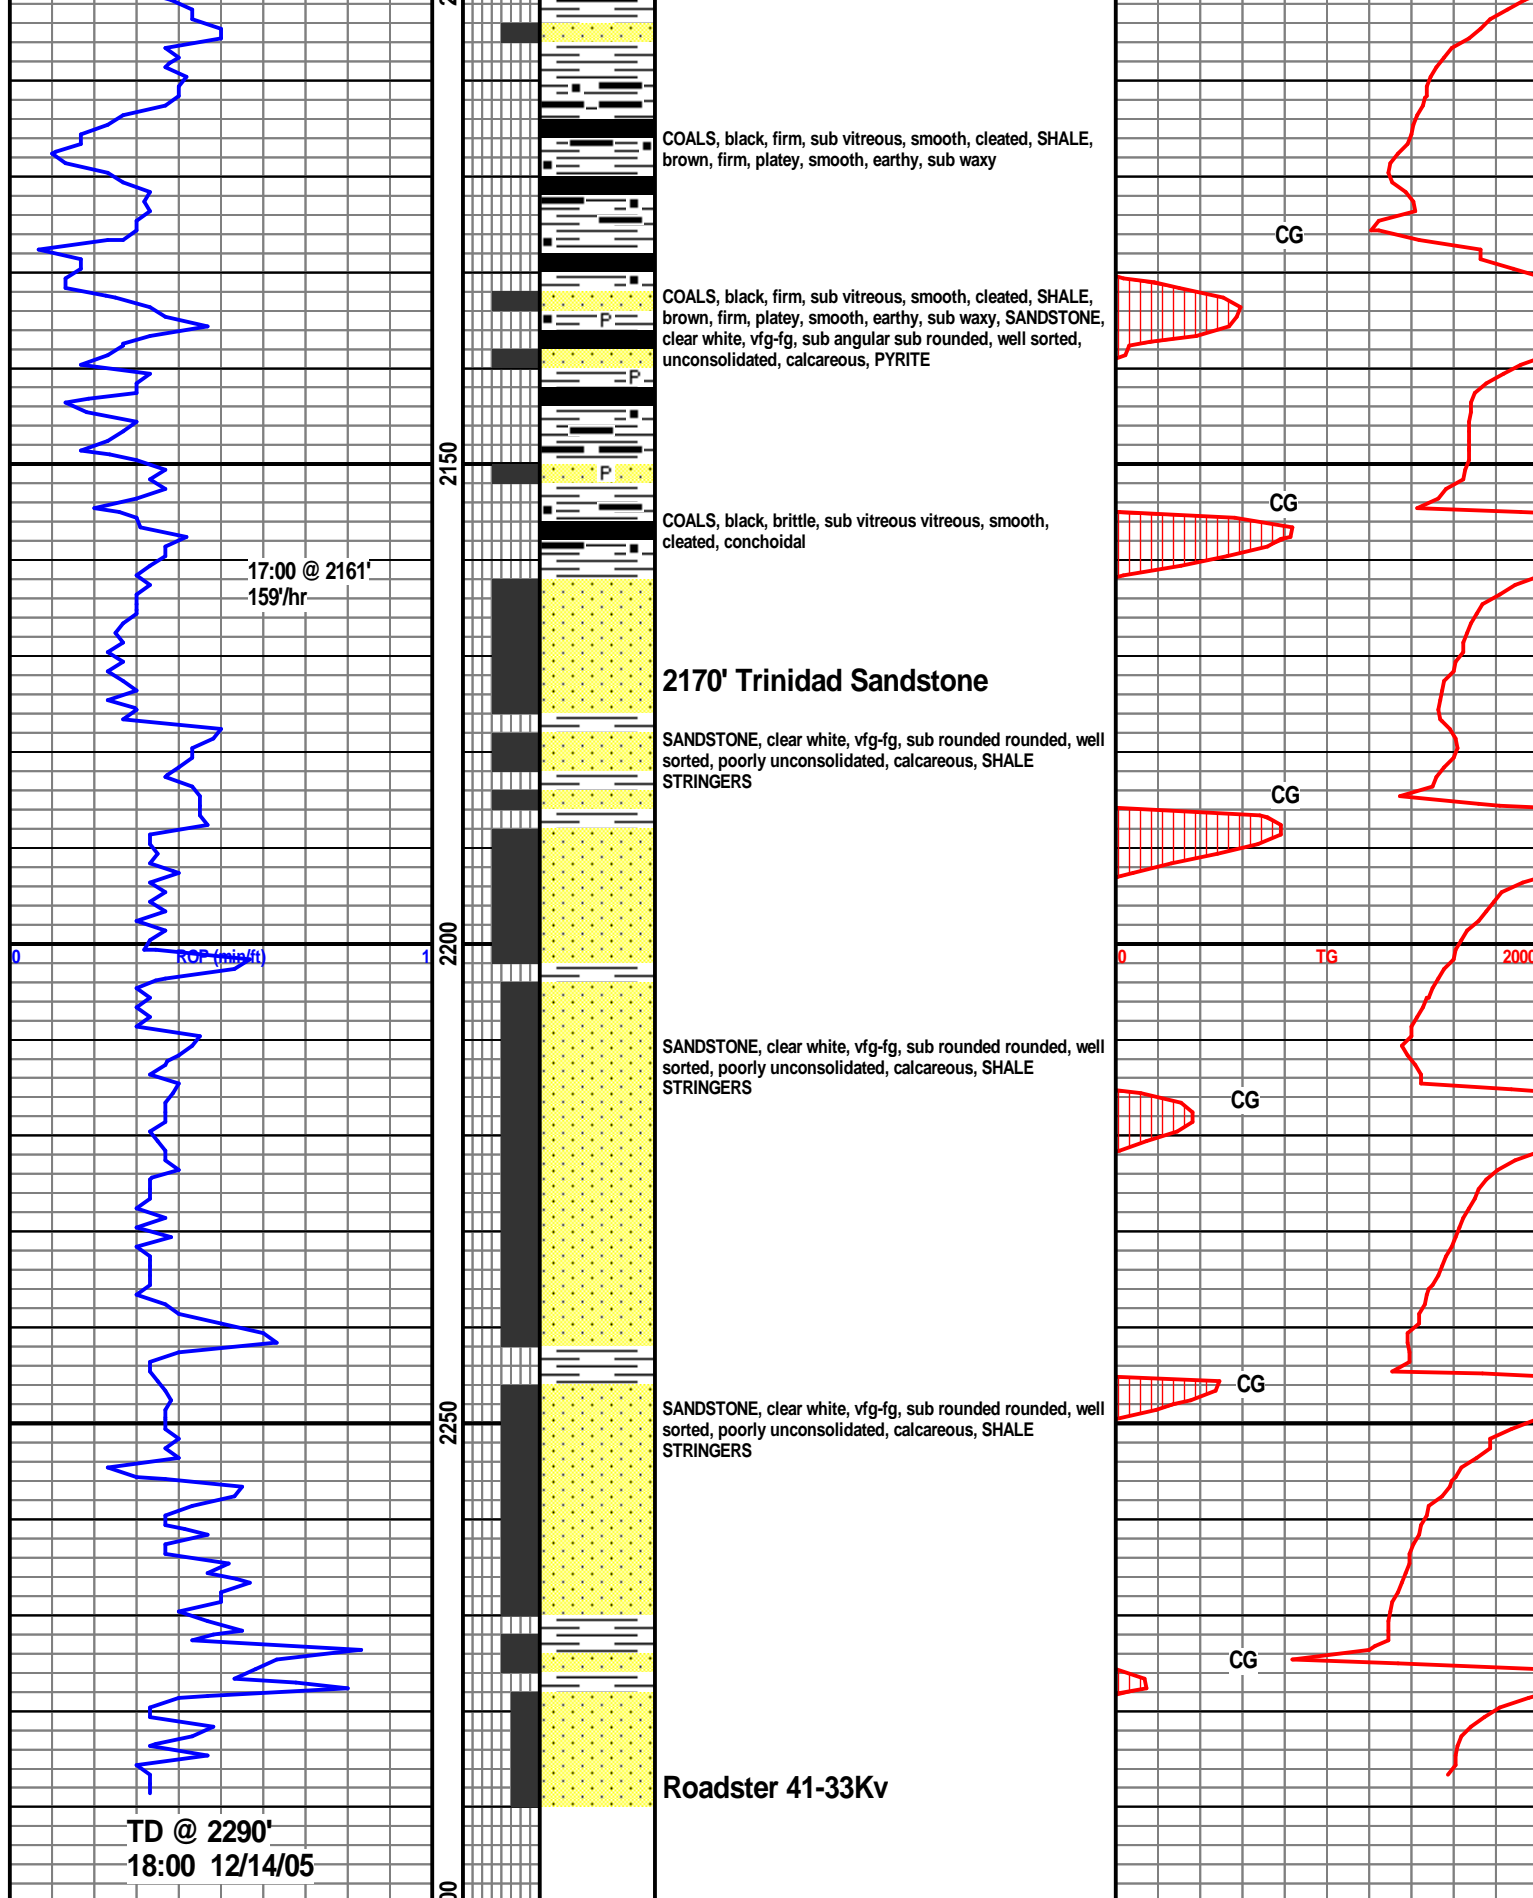 COALS, black, firm, sub vitreous, smooth, cleated, SHALE,
brown, firm, platey, smooth, earthy, sub waxy
CG
COALS, black, firm, sub vitreous, smooth, cleated, SHALE,
brown, firm, platey, smooth, earthy, sub waxy, SANDSTONE,
clear white, vfg-fg, sub angular sub rounded, well sorted,
unconsolidated, calcareous, PYRITE
P
P
2150
P
CG
COALS, black, brittle, sub vitreous vitreous, smooth,
cleated, conchoidal
17:00 @ 2161'
159'/hr
2170' Trinidad Sandstone
SANDSTONE, clear white, vfg-fg, sub rounded rounded, well
sorted, poorly unconsolidated, calcareous, SHALE
STRINGERS
CG
2200
0 ROP (min/ft) 1
0 TG 2000
SANDSTONE, clear white, vfg-fg, sub rounded rounded, well
sorted, poorly unconsolidated, calcareous, SHALE
STRINGERS
CG
CG
2250
SANDSTONE, clear white, vfg-fg, sub rounded rounded, well
sorted, poorly unconsolidated, calcareous, SHALE
STRINGERS
CG
Roadster 41-33Kv
TD @ 2290'
18:00 12/14/05